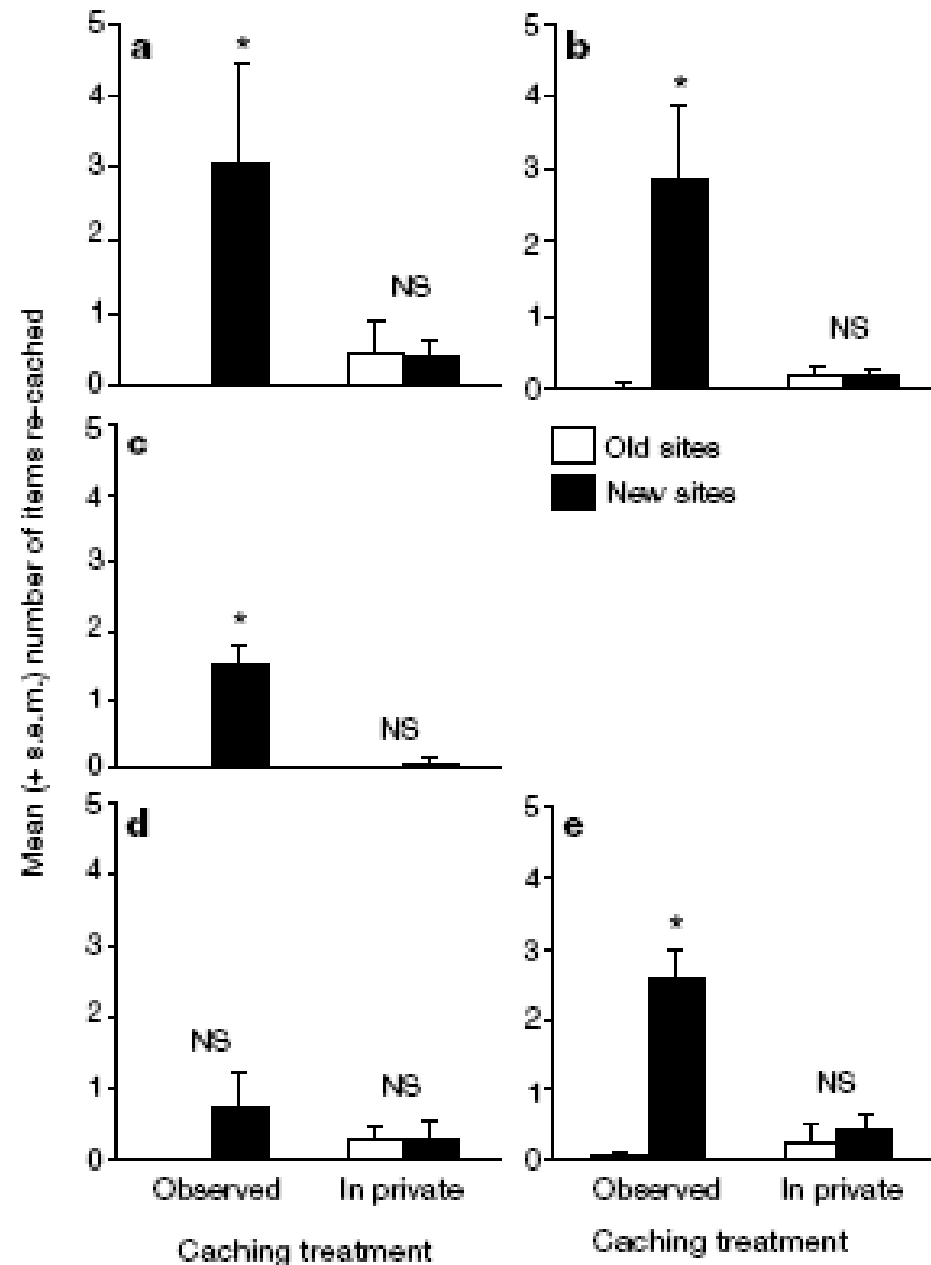 Mean (+ s.e.m.) number of items re-cached
a
5
4
3
2
1
0
*
NS
b
5
4
3
2
1
0
*
NS
Old sites
New sites
c
5
4
3
2
1
0
*
NS
d
5
4
3
2
1
0
NS
NS
Observed
In private
Caching treatment
e
5
4
3
2
1
0
*
NS
Observed
In private
Caching treatment